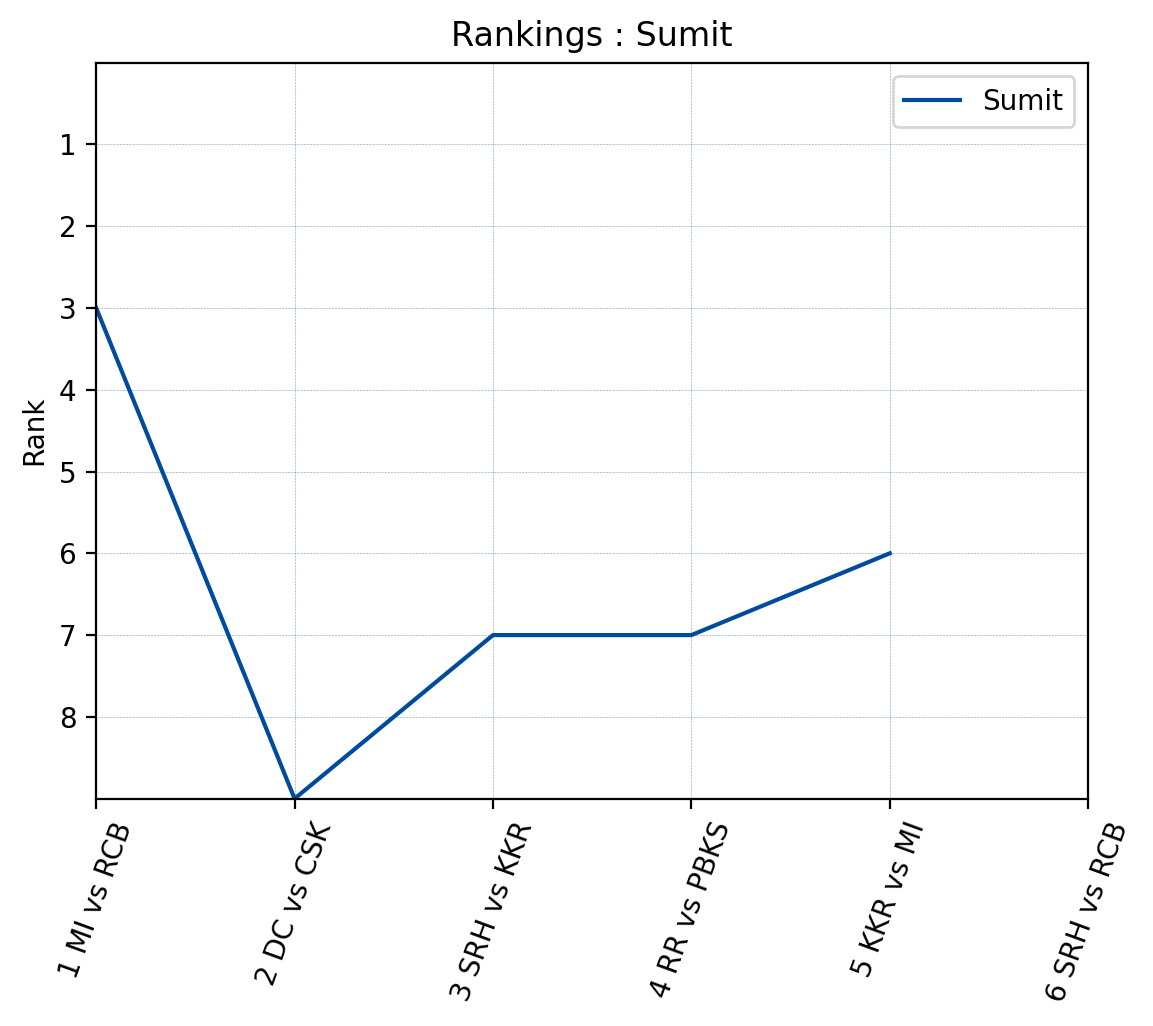 Rankings : Sumit
Sumit
Rank
1
2
3
4
5
6
7
8
1 MI vs RCB
2 DC vs CSK
3 SRH vs KKR
4 RR vs PBKS
5 KKR vs MI
6 SRH vs RCB